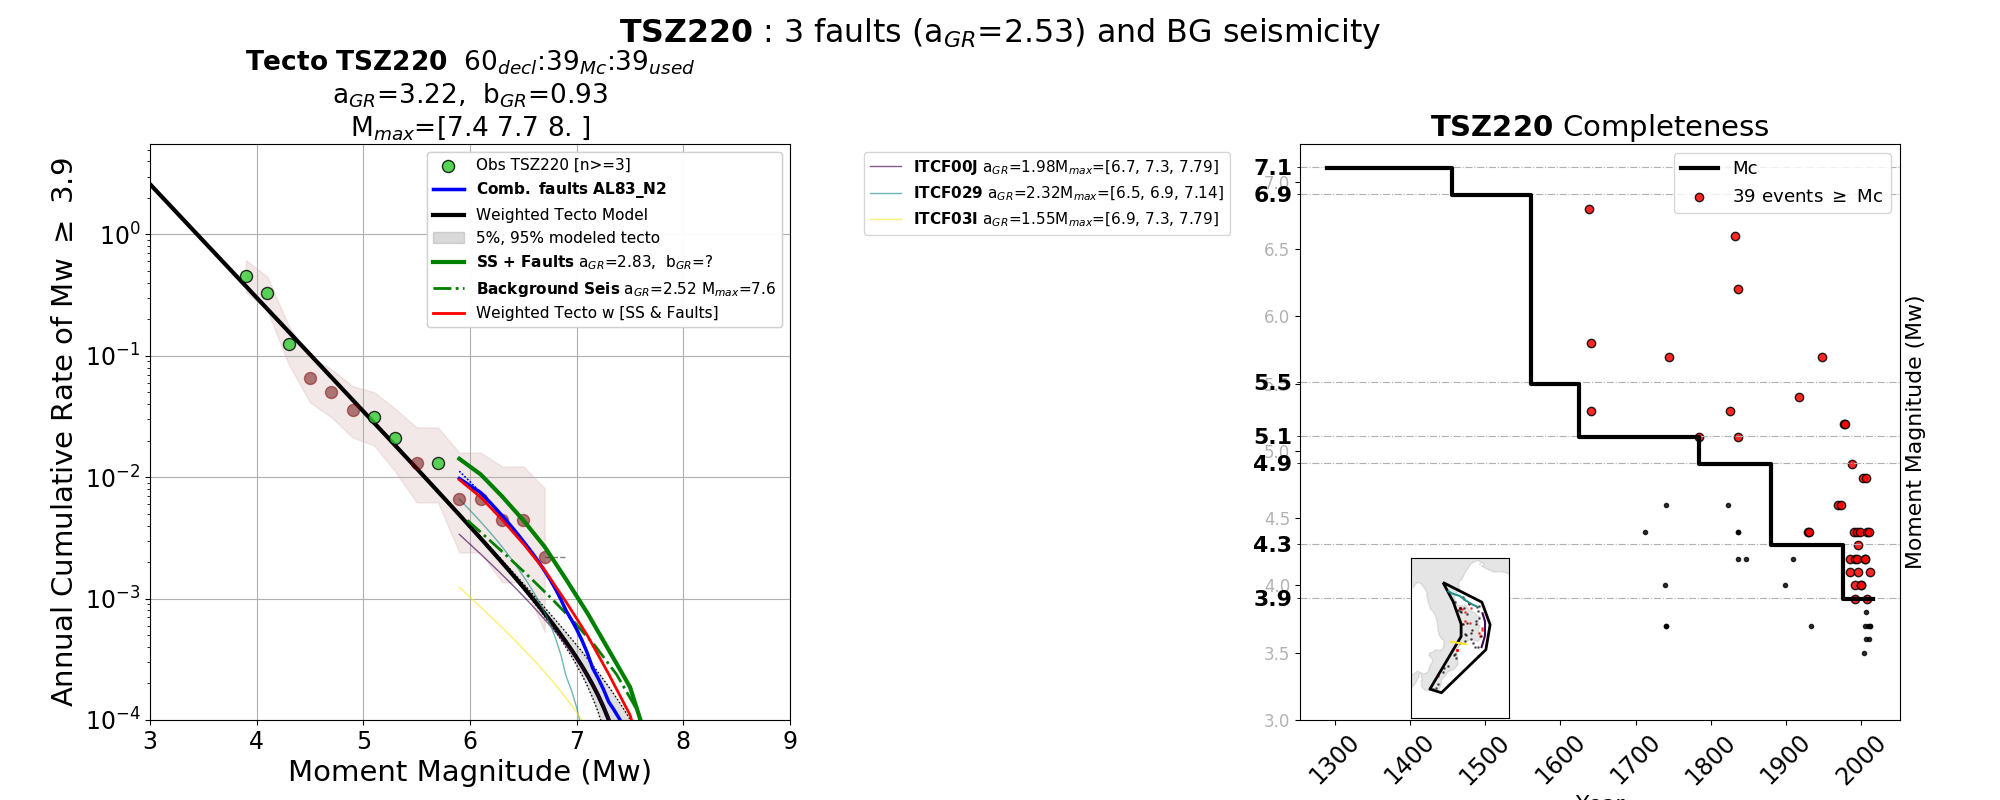 TSZ220 : 3 faults (aGR=2.53) and BG seismicity
Tecto TSZ220 60decl:39Mc:39used
aGR=3.22, bGR=0.93
Mmax=[7.4 7.7 8. ]
Annual Cumulative Rate of Mw ≥ 3.9
10^0
10^−1
10^−2
10^−3
10^−4
3 4 5 6 7 8 9
Moment Magnitude (Mw)
Obs TSZ220 [n>=3]
Comb. faults AL83_N2
Weighted Tecto Model
5%, 95% modeled tecto
SS + Faults aGR=2.83, bGR=?
Background Seis aGR=2.52 Mmax=7.6
Weighted Tecto w [SS & Faults]
ITCF00J aGR=1.98Mmax=[6.7, 7.3, 7.79]
ITCF029 aGR=2.32Mmax=[6.5, 6.9, 7.14]
ITCF03I aGR=1.55Mmax=[6.9, 7.3, 7.79]
TSZ220 Completeness
Mc
39 events ≥ Mc
7.1
7.0
6.9
6.5
6.0
5.5
5.1
5.0
4.9
4.5
4.3
4.0
3.9
3.5
3.0
1300 1400 1500 1600 1700 1800 1900 2000
Moment Magnitude (Mw)